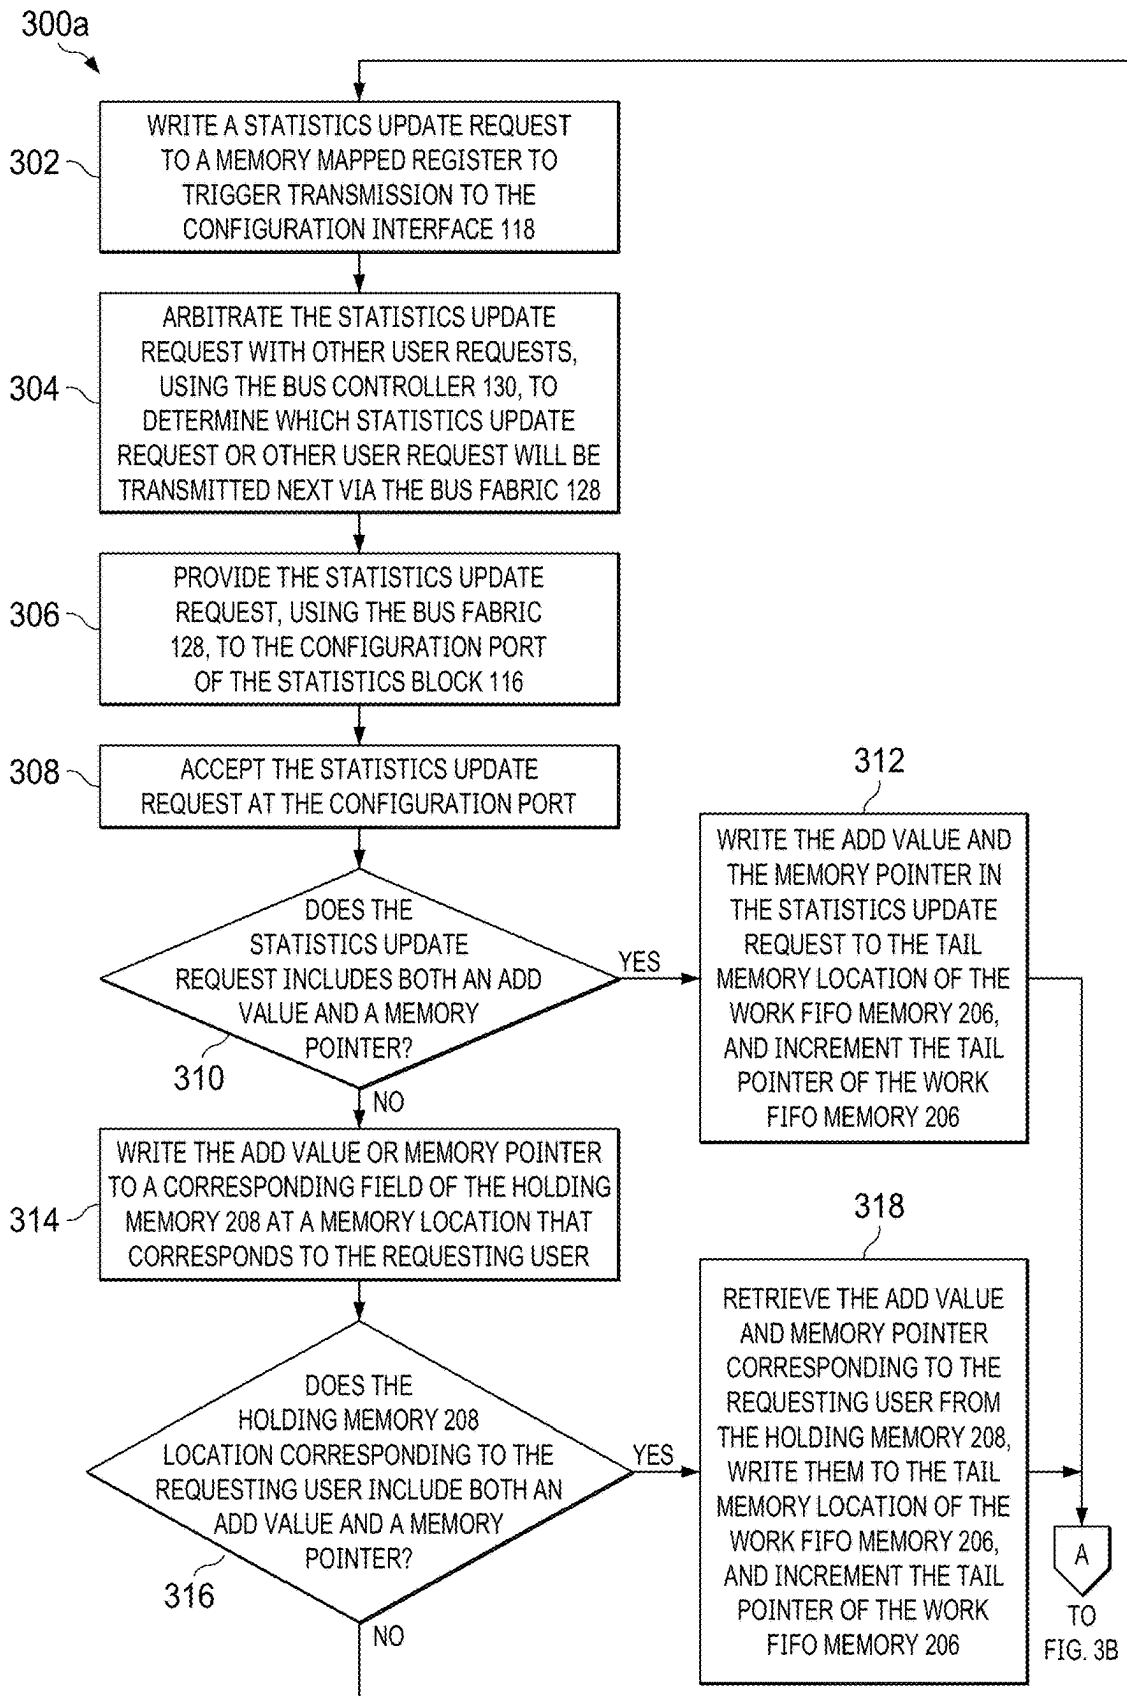 300a
302
WRITE A STATISTICS UPDATE REQUEST
TO A MEMORY MAPPED REGISTER TO
TRIGGER TRANSMISSION TO THE
CONFIGURATION INTERFACE 118
304
ARBITRATE THE STATISTICS UPDATE
REQUEST WITH OTHER USER REQUESTS,
USING THE BUS CONTROLLER 130, TO
DETERMINE WHICH STATISTICS UPDATE
REQUEST OR OTHER USER REQUEST WILL BE
TRANSMITTED NEXT VIA THE BUS FABRIC 128
306
PROVIDE THE STATISTICS UPDATE
REQUEST, USING THE BUS FABRIC
128, TO THE CONFIGURATION PORT
OF THE STATISTICS BLOCK 116
308
ACCEPT THE STATISTICS UPDATE
REQUEST AT THE CONFIGURATION PORT
310
DOES THE
STATISTICS UPDATE
REQUEST INCLUDES BOTH AN ADD
VALUE AND A MEMORY
POINTER?
YES
NO
312
WRITE THE ADD VALUE AND
THE MEMORY POINTER IN
THE STATISTICS UPDATE
REQUEST TO THE TAIL
MEMORY LOCATION OF THE
WORK FIFO MEMORY 206,
AND INCREMENT THE TAIL
POINTER OF THE WORK
FIFO MEMORY 206
314
WRITE THE ADD VALUE OR MEMORY POINTER
TO A CORRESPONDING FIELD OF THE HOLDING
MEMORY 208 AT A MEMORY LOCATION THAT
CORRESPONDS TO THE REQUESTING USER
316
DOES THE
HOLDING MEMORY 208
LOCATION CORRESPONDING TO THE
REQUESTING USER INCLUDE BOTH AN
ADD VALUE AND A MEMORY
POINTER?
YES
NO
318
RETRIEVE THE ADD VALUE
AND MEMORY POINTER
CORRESPONDING TO THE
REQUESTING USER FROM
THE HOLDING MEMORY 208,
WRITE THEM TO THE TAIL
MEMORY LOCATION OF THE
WORK FIFO MEMORY 206,
AND INCREMENT THE TAIL
POINTER OF THE WORK
FIFO MEMORY 206
A
TO
FIG. 3B